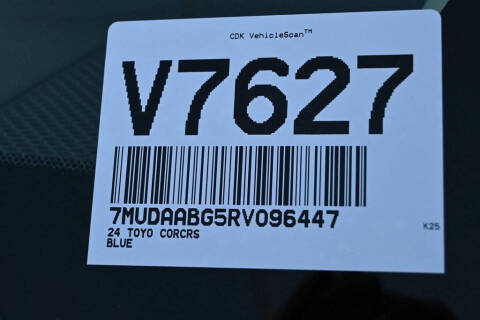 CDK VehicleScan™
V7627
7MUDAABG5RV096447
24 TOYO CORCRS
BLUE
K25